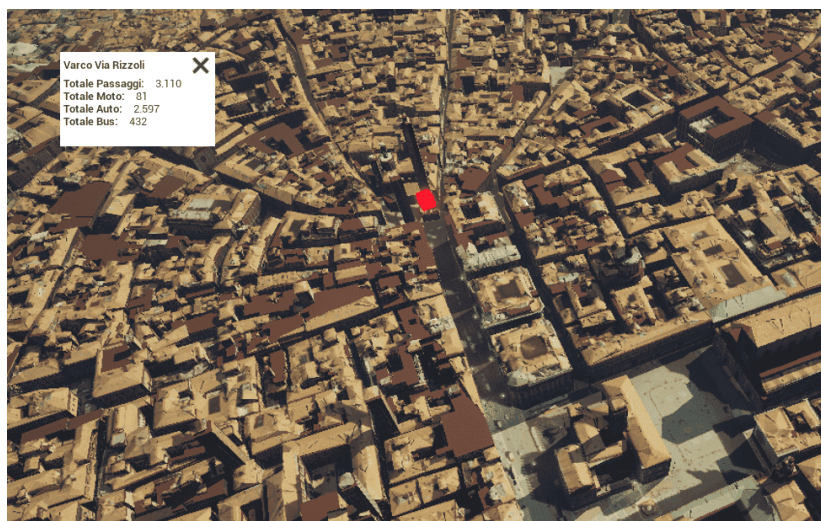 Varco Via Rizzoli
Totale Passaggi: 3.110
Totale Moto: 81
Totale Auto: 2.597
Totale Bus: 432